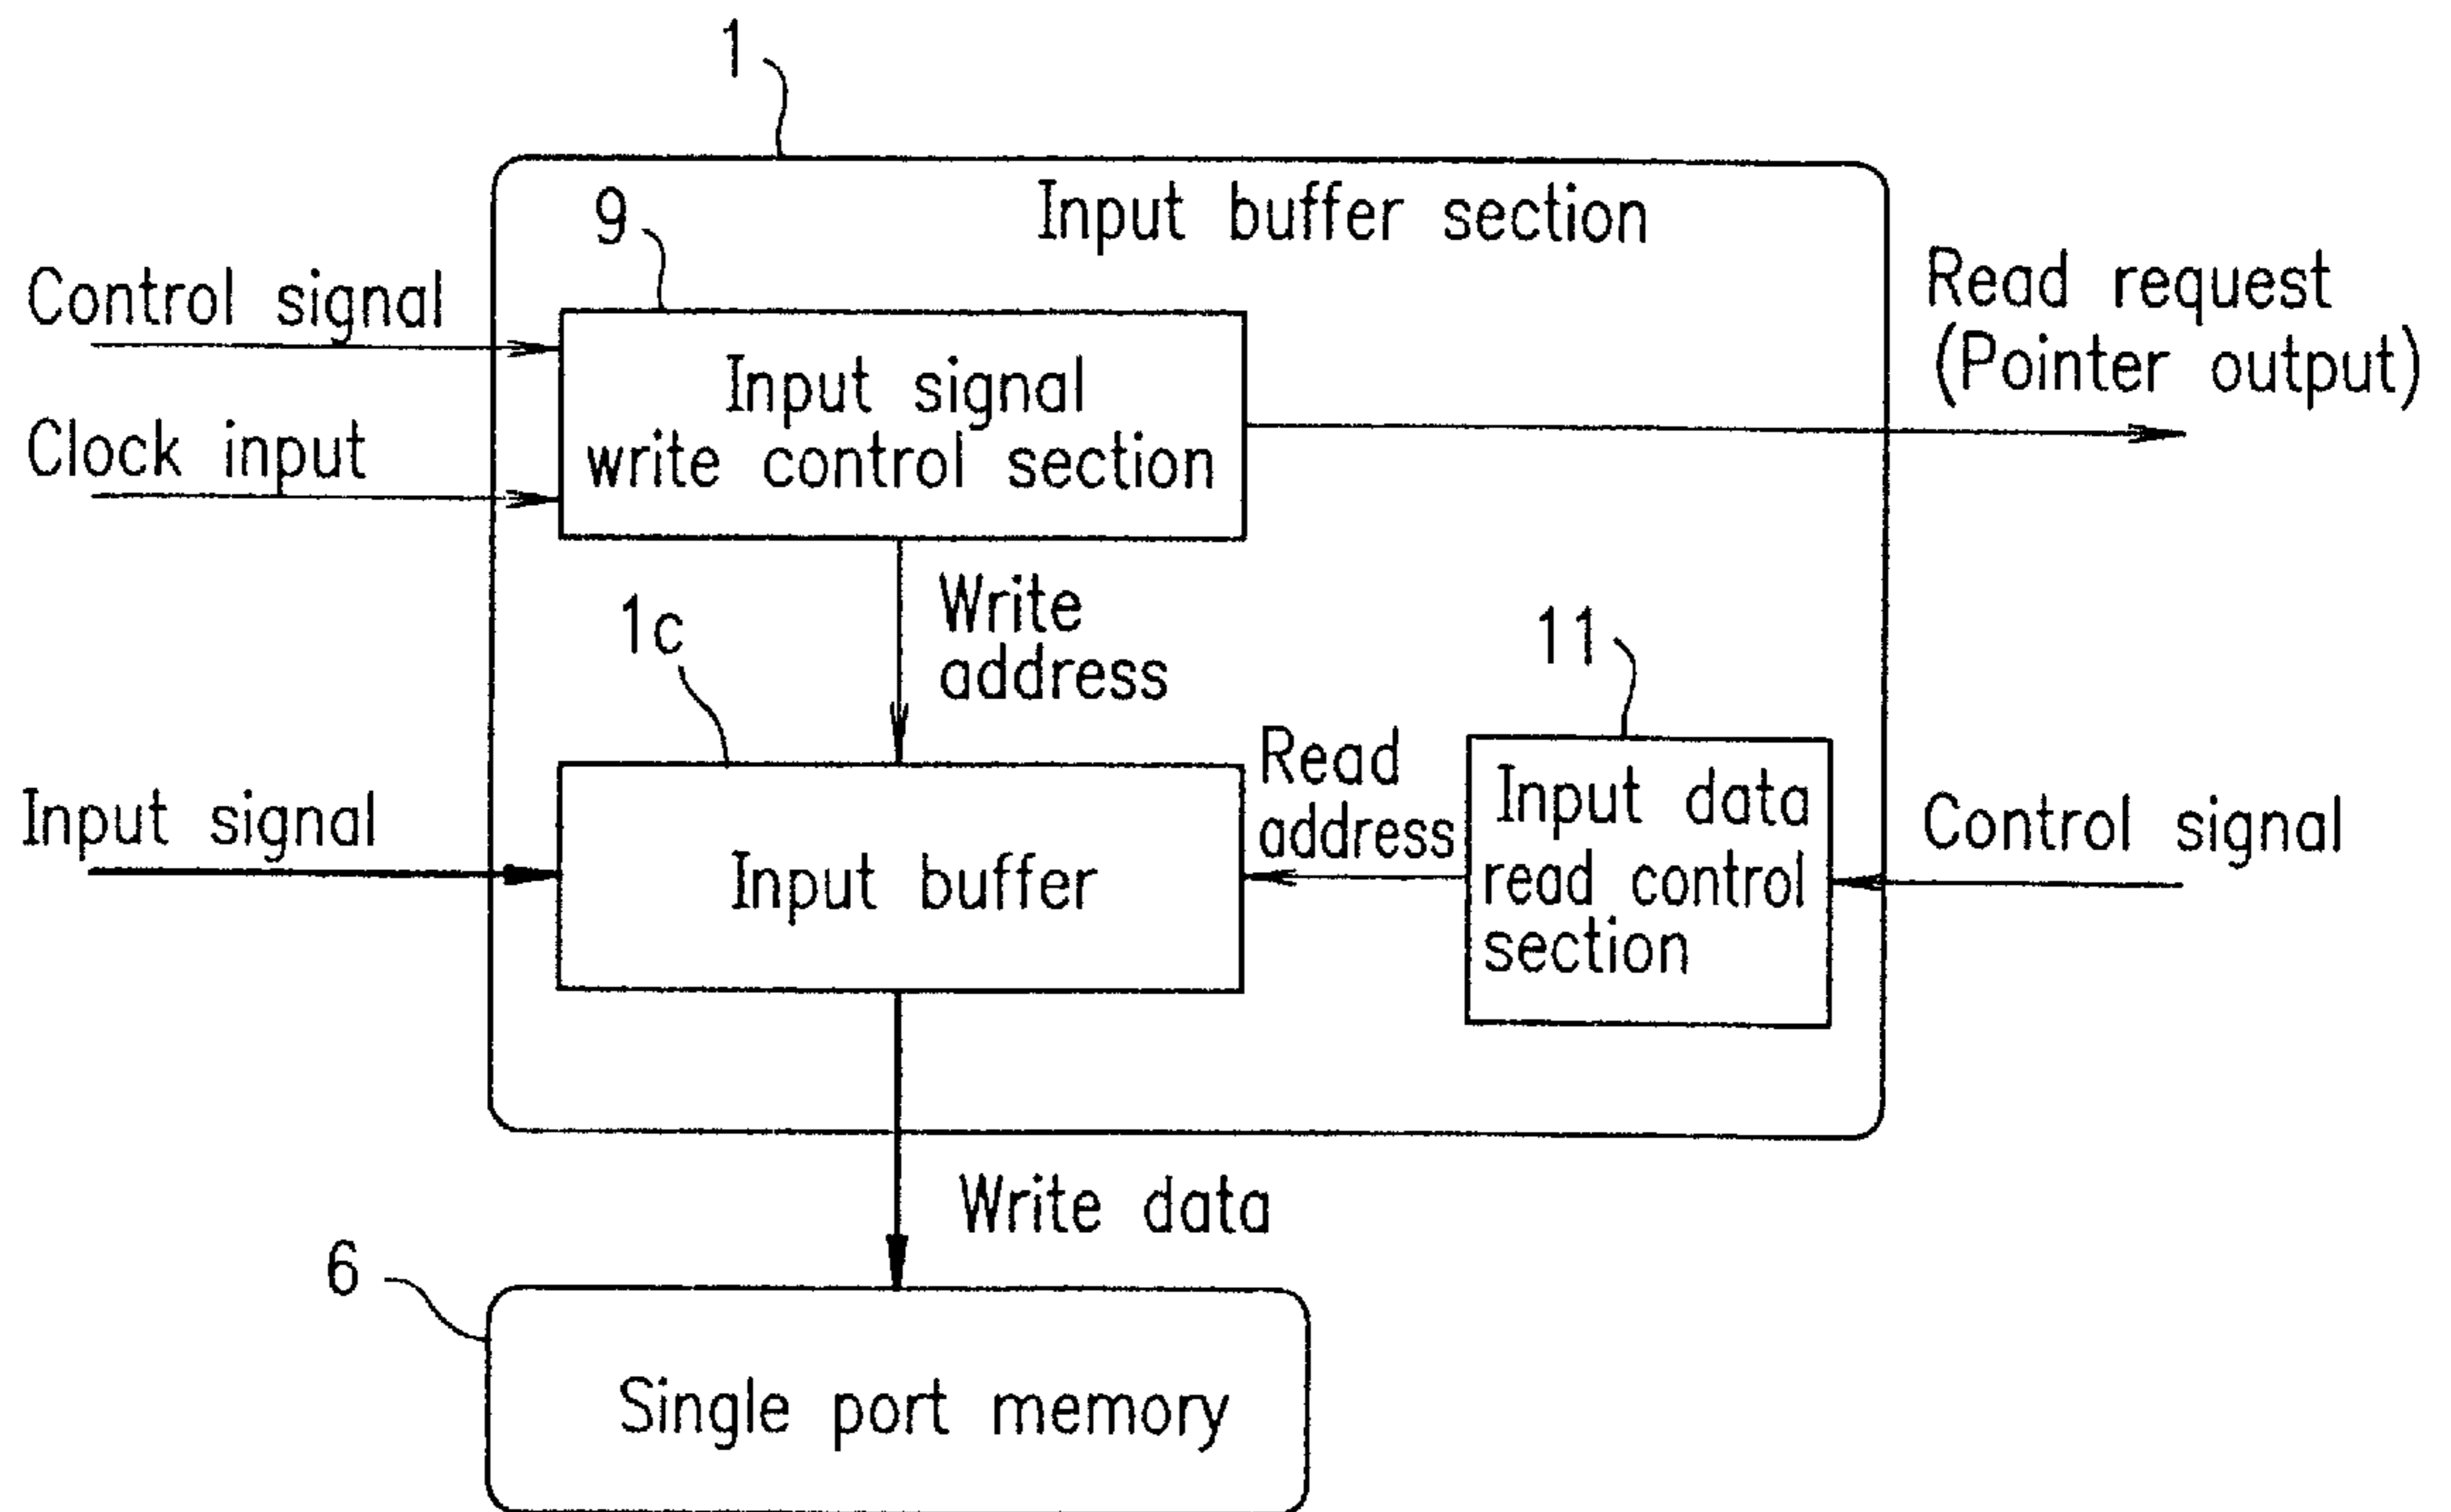 1
Input buffer section
9
Control signal
Read request
(Pointer output)
Input signal
write control section
Clock input
Write
address
1c
11
Read
address
Input data
read control
section
Input signal
Input buffer
Control signal
Write data
6
Single port memory